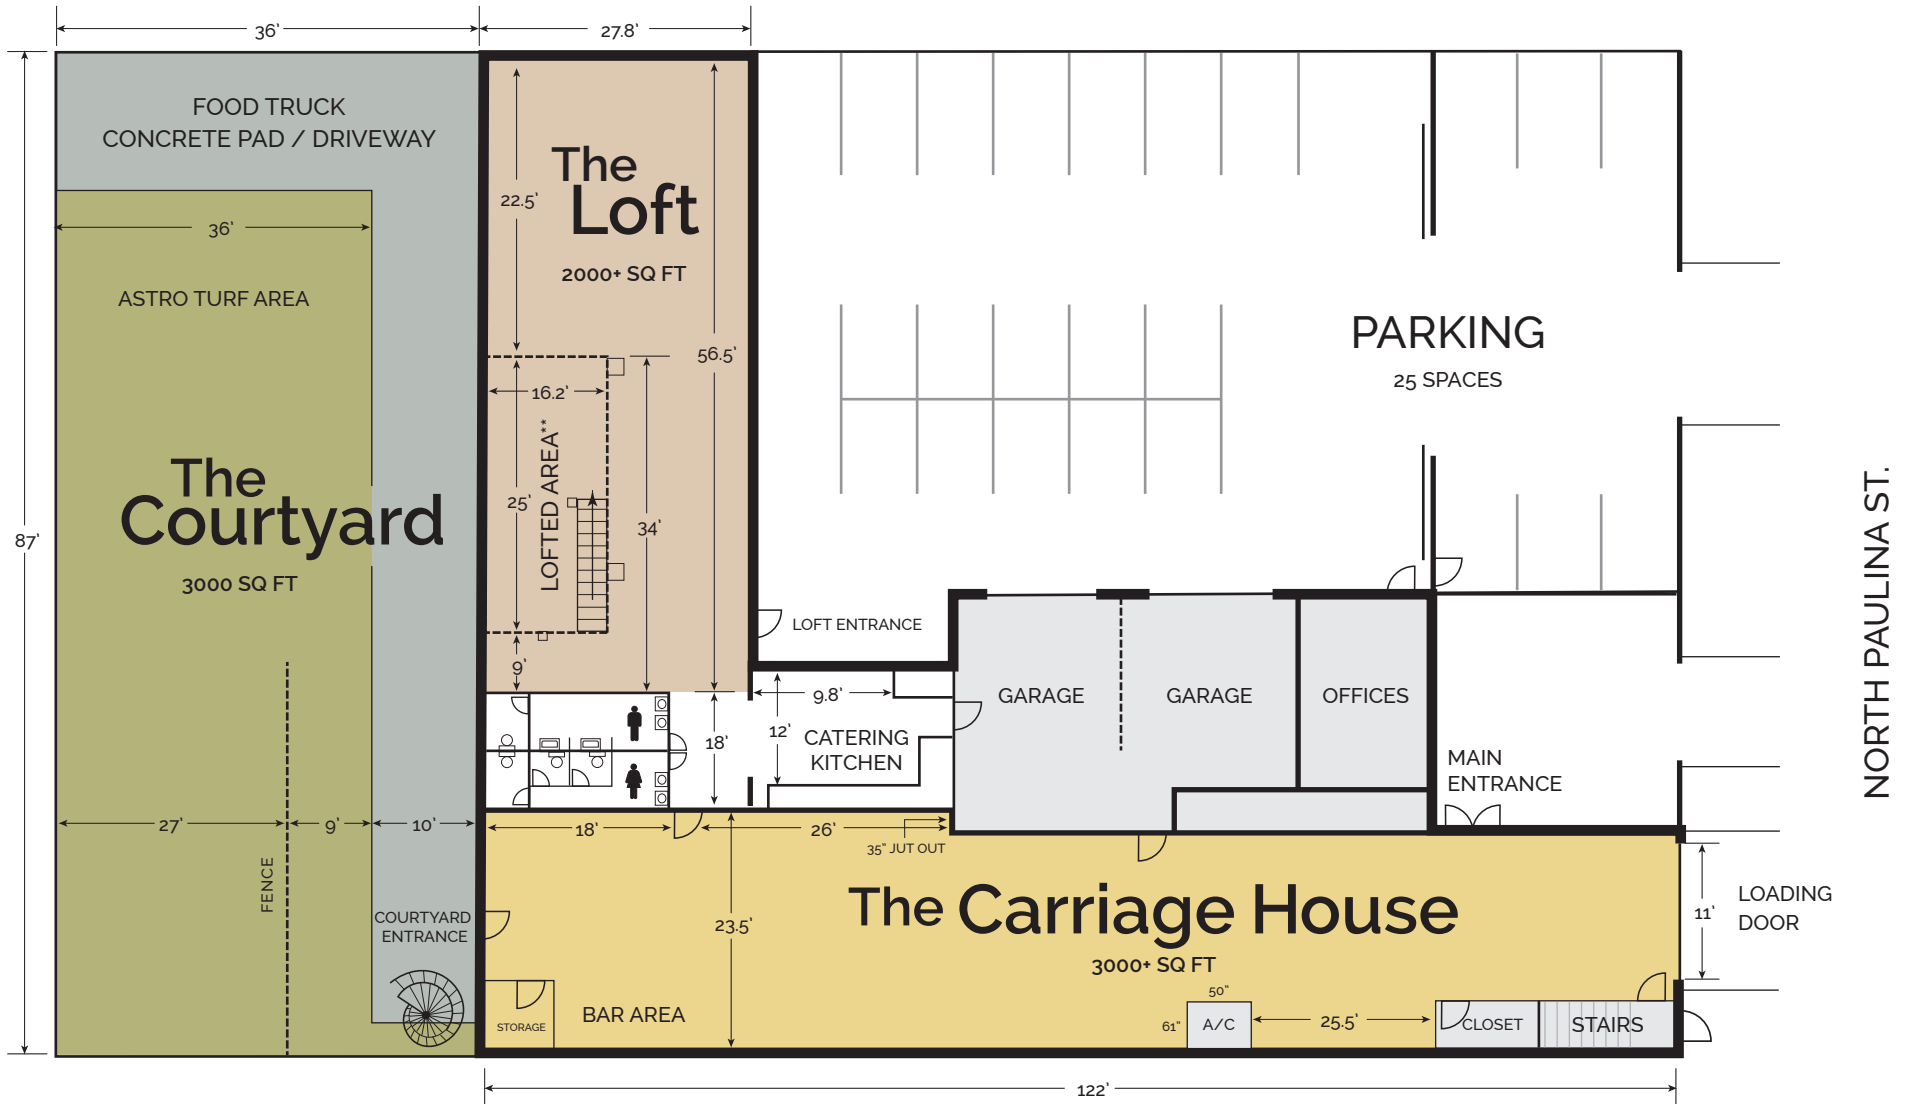 36'
27.8'
FOOD TRUCK
CONCRETE PAD / DRIVEWAY
The
Loft
2000+ SQ FT
22.5'
36'
ASTRO TURF AREA
56.5'
16.2'
LOFTED AREA**
25'
34'
9'
PARKING
25 SPACES
The
Courtyard
3000 SQ FT
87'
LOFT ENTRANCE
NORTH PAULINA ST.
GARAGE
GARAGE
OFFICES
9.8'
12'
18'
CATERING
KITCHEN
MAIN
ENTRANCE
27'
9'
10'
FENCE
COURTYARD
ENTRANCE
18'
26'
35" JUT OUT
23.5'
The Carriage House
3000+ SQ FT
11'
LOADING
DOOR
BAR AREA
STORAGE
50"
61"
A/C
25.5'
CLOSET
STAIRS
122'